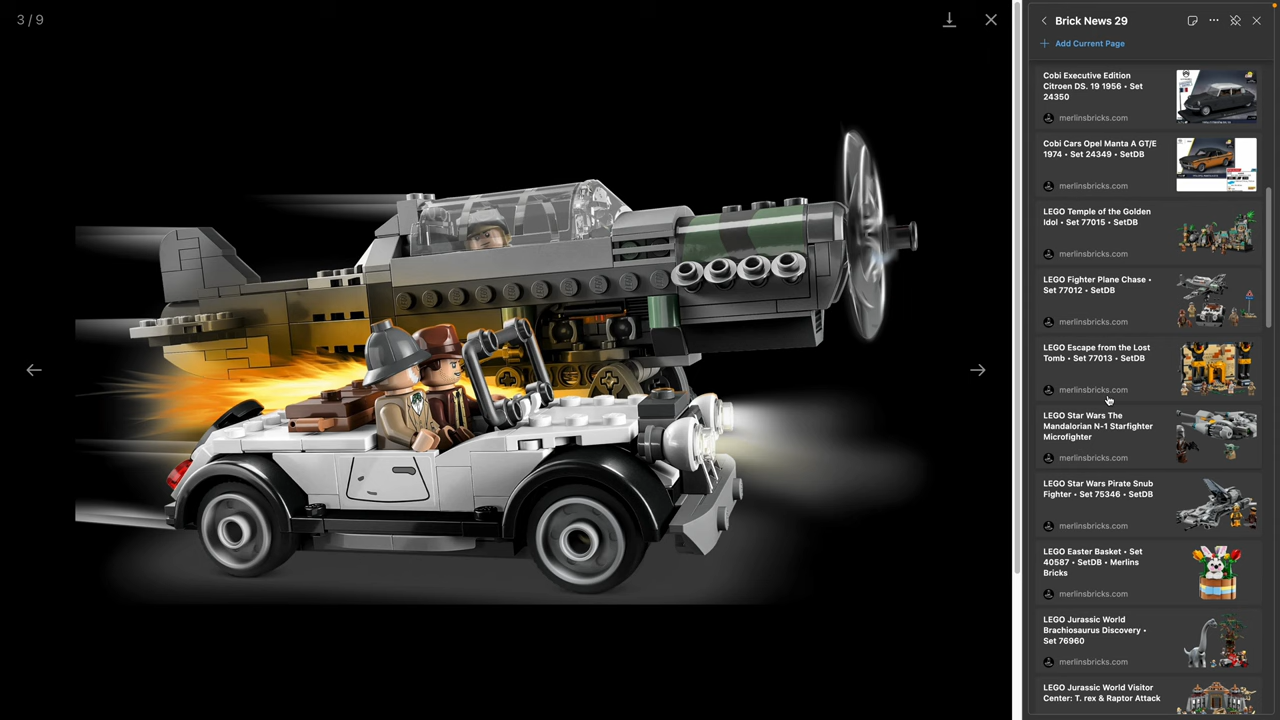 3 / 9
Brick News 29
Add Current Page
Cobi Executive Edition
Citroen DS. 19 1956 • Set
24350
merlinsbricks.com
Cobi Cars Opel Manta A GT/E
1974 • Set 24349 • SetDB
merlinsbricks.com
LEGO Temple of the Golden
Idol • Set 77015 • SetDB
merlinsbricks.com
LEGO Fighter Plane Chase •
Set 77012 • SetDB
merlinsbricks.com
LEGO Escape from the Lost
Tomb • Set 77013 • SetDB
merlinsbricks.com
LEGO Star Wars The
Mandalorian N-1 Starfighter
Microfighter
merlinsbricks.com
LEGO Star Wars Pirate Snub
Fighter • Set 75346 • SetDB
merlinsbricks.com
LEGO Easter Basket • Set
40587 • SetDB • Merlins
Bricks
merlinsbricks.com
LEGO Jurassic World
Brachiosaurus Discovery •
Set 76960
merlinsbricks.com
LEGO Jurassic World Visitor
Center: T. rex & Raptor Attack